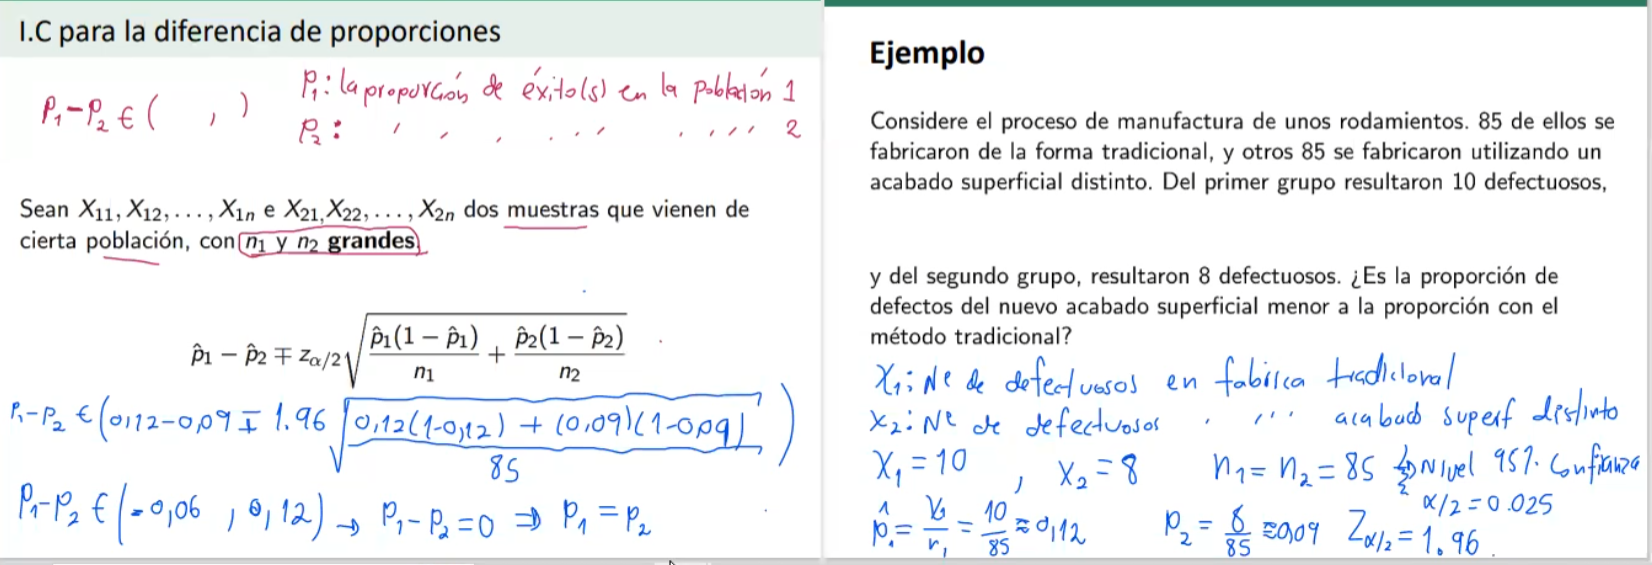 I.C para la diferencia de proporciones
P₁-P₂ ∈ ( , )
P₁: la proporción de éxito(s) en la población 1
P₂: ′ ′ ′ ′ ′ ′ ′ ′ ′ ′ 2
Sean X₁₁, X₁₂, . . . , X₁ₙ e X₂₁, X₂₂, . . . , X₂ₙ dos muestras que vienen de
cierta población, con n₁ y n₂ grandes
p̂₁ − p̂₂ ∓ z_{α/2} √( p̂₁(1 − p̂₁)/n₁ + p̂₂(1 − p̂₂)/n₂ )
P₁-P₂ ∈ (0,12-0,09 ∓ 1.96 √( (0,12(1-0,12) + (0,09)(1-0,09)) / 85 ) )
P₁-P₂ ∈ (-0,06 , 0,12) → P₁-P₂=0 ⇒ P₁=P₂
Ejemplo
Considere el proceso de manufactura de unos rodamientos. 85 de ellos se
fabricaron de la forma tradicional, y otros 85 se fabricaron utilizando un
acabado superficial distinto. Del primer grupo resultaron 10 defectuosos,
y del segundo grupo, resultaron 8 defectuosos. ¿Es la proporción de
defectos del nuevo acabado superficial menor a la proporción con el
método tradicional?
X₁: Nº de defectuosos en fabrica tradicional
X₂: Nº de defectuosos ′ ′ ′ ′ acabado superf distinto
X₁=10 , X₂=8 n₁=n₂=85 Nivel 95%. Confianza
α/2=0.025
p̂₁ = X₁/n₁ = 10/85 ≈ 0,12 P₂ = 8/85 ≈ 0,09 Z_{α/2} = 1.96